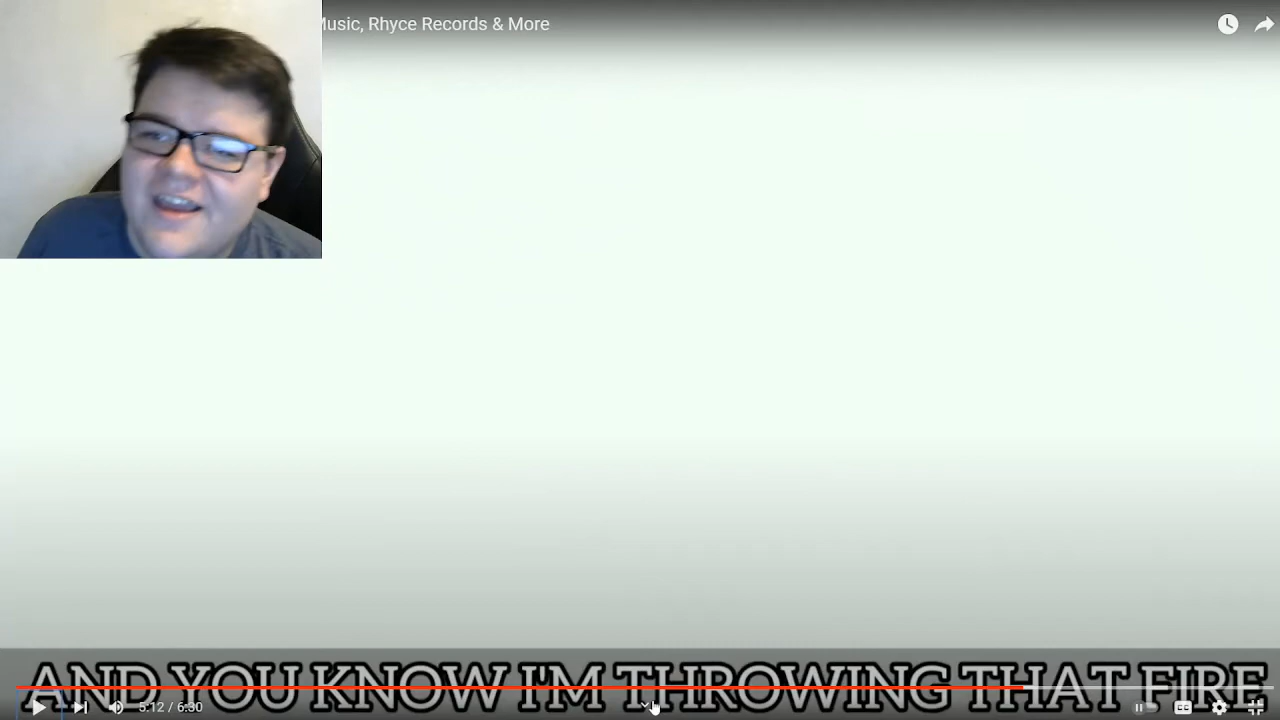 Music, Rhyce Records & More
AND YOU KNOW I'M THROWING THAT FIRE
5:12 / 6:30